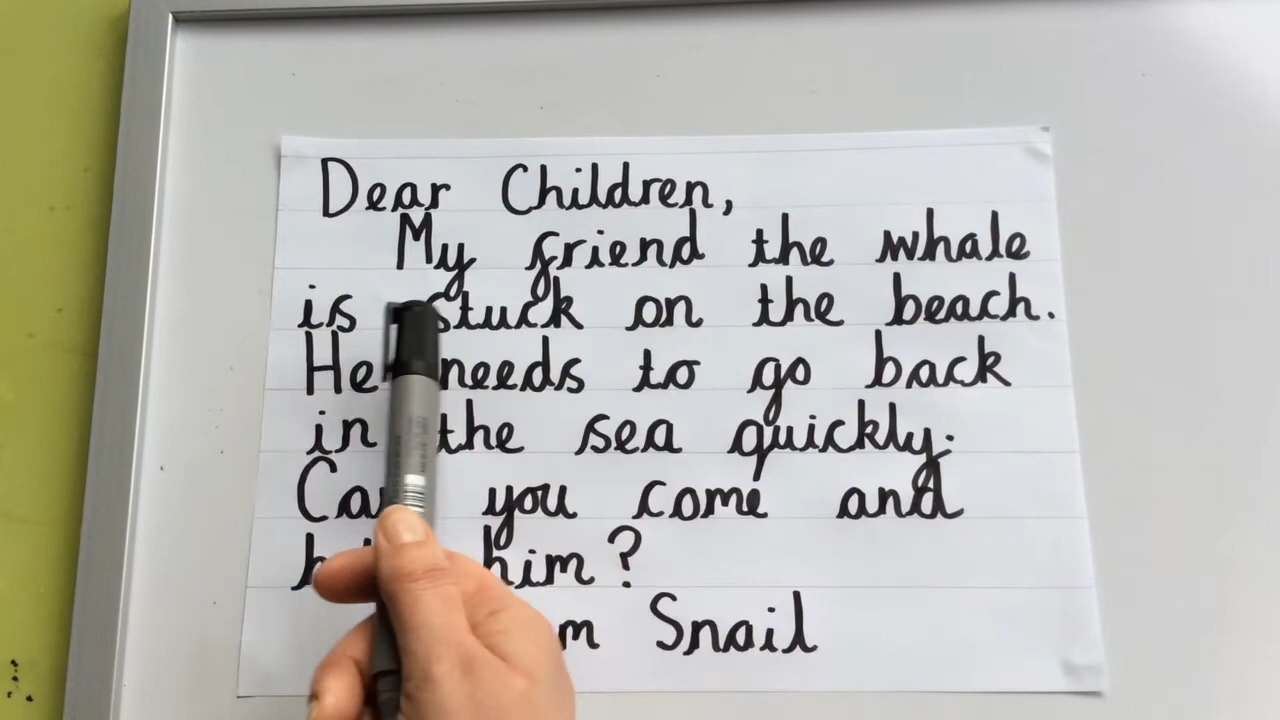 Dear Children,
My friend the whale
is stuck on the beach.
He needs to go back
in the sea quickly.
you come and
him?
Snail